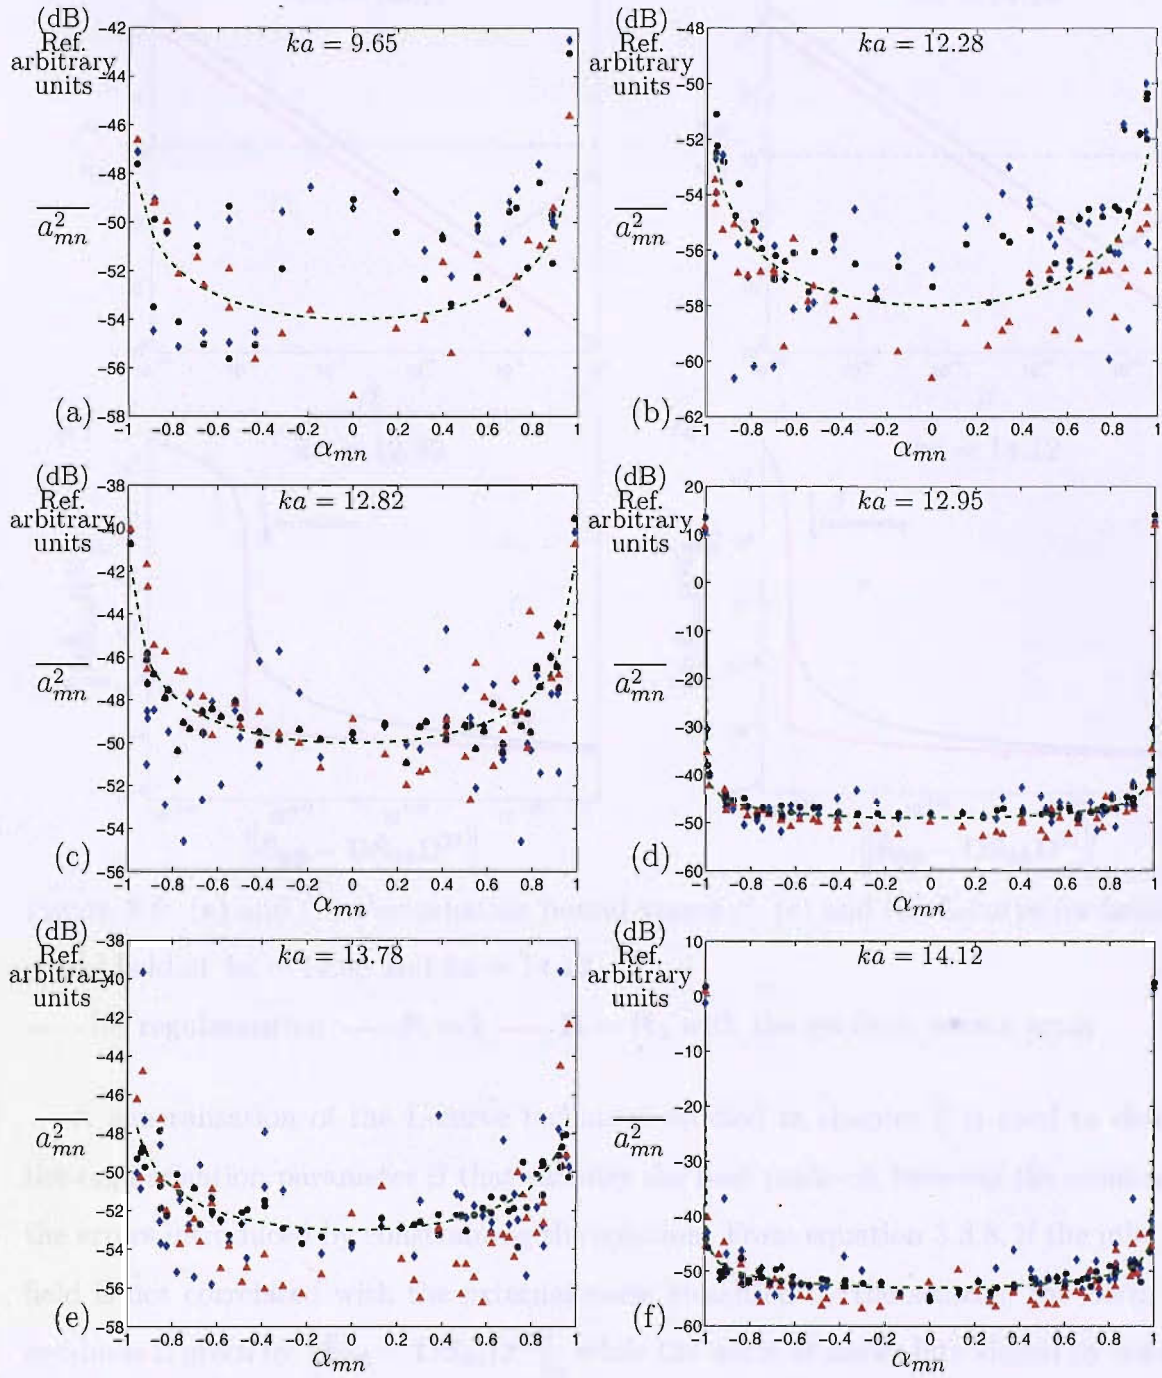 (dB)
Ref.
arbitrary
units
ka = 9.65
-42
-44
-46
-48
-50
-52
-54
-56
-58
a²mn
(a)
-1 -0.8 -0.6 -0.4 -0.2 0 0.2 0.4 0.6 0.8 1
αmn
(dB)
Ref.
arbitrary
units
ka = 12.28
-48
-50
-52
-54
-56
-58
-60
-62
a²mn
(b)
-1 -0.8 -0.6 -0.4 -0.2 0 0.2 0.4 0.6 0.8 1
αmn
(dB)
Ref.
arbitrary
units
ka = 12.82
-38
-40
-42
-44
-46
-48
-50
-52
-54
-56
a²mn
(c)
-1 -0.8 -0.6 -0.4 -0.2 0 0.2 0.4 0.6 0.8 1
αmn
(dB)
Ref.
arbitrary
units
ka = 12.95
20
10
0
-10
-20
-30
-40
-50
-60
a²mn
(d)
-1 -0.8 -0.6 -0.4 -0.2 0 0.2 0.4 0.6 0.8 1
αmn
(dB)
Ref.
arbitrary
units
ka = 13.78
-38
-40
-42
-44
-46
-48
-50
-52
-54
-56
-58
a²mn
(e)
-1 -0.8 -0.6 -0.4 -0.2 0 0.2 0.4 0.6 0.8 1
αmn
(dB)
Ref.
arbitrary
units
ka = 14.12
10
0
-10
-20
-30
-40
-50
-60
a²mn
(f)
-1 -0.8 -0.6 -0.4 -0.2 0 0.2 0.4 0.6 0.8 1
αmn